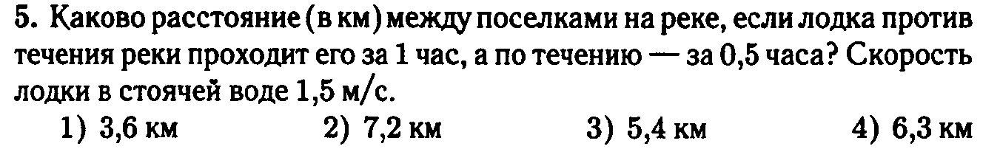 5. Каково расстояние (в км) между поселками на реке, если лодка против
течения реки проходит его за 1 час, а по течению — за 0,5 часа? Скорость
лодки в стоячей воде 1,5 м/с.
1) 3,6 км 2) 7,2 км 3) 5,4 км 4) 6,3 км